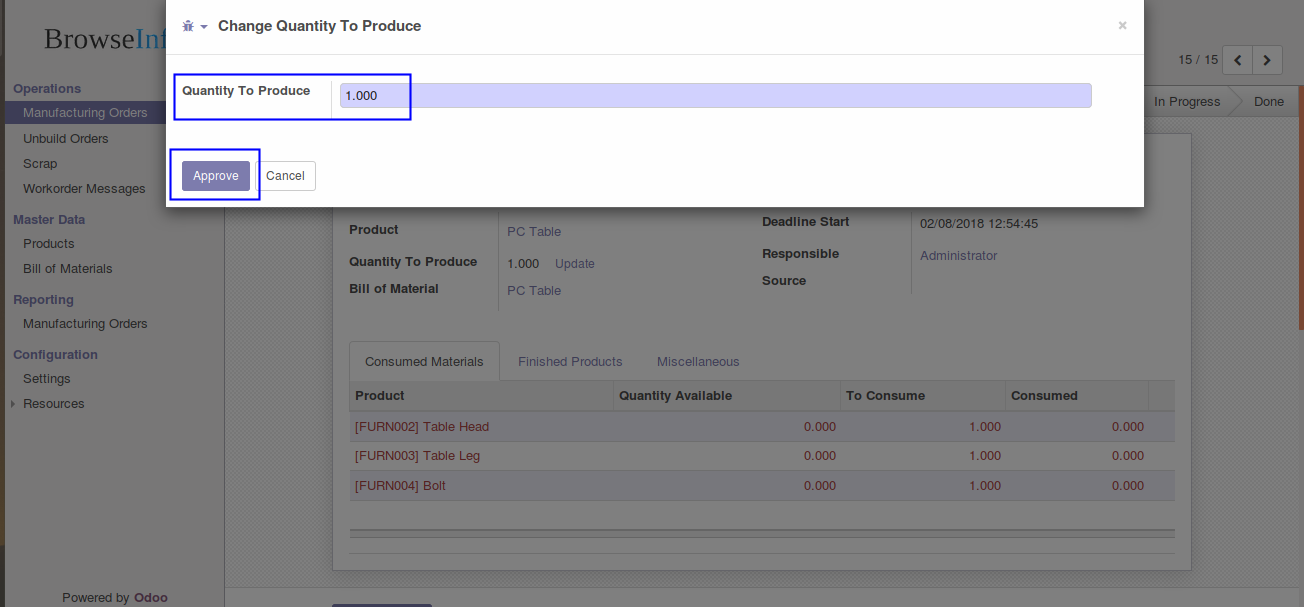 Change Quantity To Produce
×
Quantity To Produce
1.000
Approve
Cancel
BrowseInf
15 / 15
Operations
Manufacturing Orders
Unbuild Orders
Scrap
Workorder Messages
Master Data
Products
Bill of Materials
Reporting
Manufacturing Orders
Configuration
Settings
Resources
Powered by Odoo
In Progress
Done
Product PC Table
Quantity To Produce 1.000 Update
Bill of Material PC Table
Deadline Start 02/08/2018 12:54:45
Responsible Administrator
Source
Consumed Materials Finished Products Miscellaneous
Product Quantity Available To Consume Consumed
[FURN002] Table Head 0.000 1.000 0.000
[FURN003] Table Leg 0.000 1.000 0.000
[FURN004] Bolt 0.000 1.000 0.000